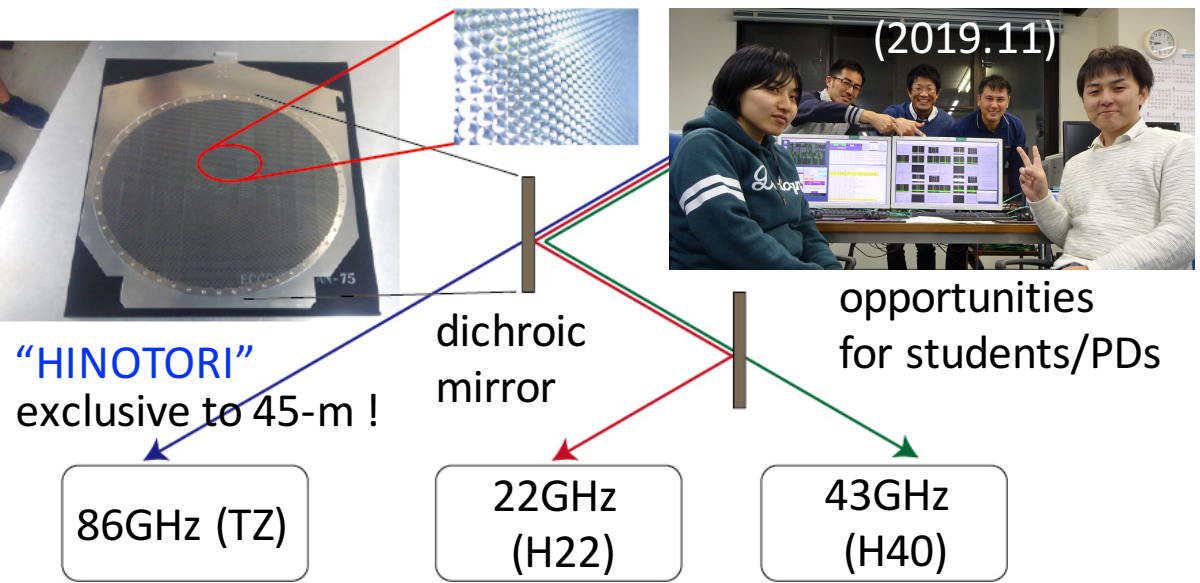 (2019.11)
“HINOTORI”
exclusive to 45-m !
dichroic
mirror
opportunities
for students/PDs
86GHz (TZ)
22GHz
(H22)
43GHz
(H40)